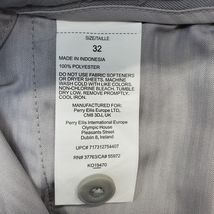 SIZE/TAILLE
32
MADE IN INDONESIA
100% POLYESTER
DO NOT USE FABRIC SOFTENERS
OR DRYER SHEETS. MACHINE
WASH COLD WITH LIKE COLORS.
NON-CHLORINE BLEACH. TUMBLE
DRY LOW, REMOVE PROMPTLY.
COOL IRON.
MANUFACTURED FOR:
Perry Ellis Europe LTD,
CM8 3DJ, UK
Perry Ellis International Europe
Olympic House
Pleasants Street
Dublin 8, Ireland
UPC# 717312754407
RN# 37763/CA# 55972
KO19470